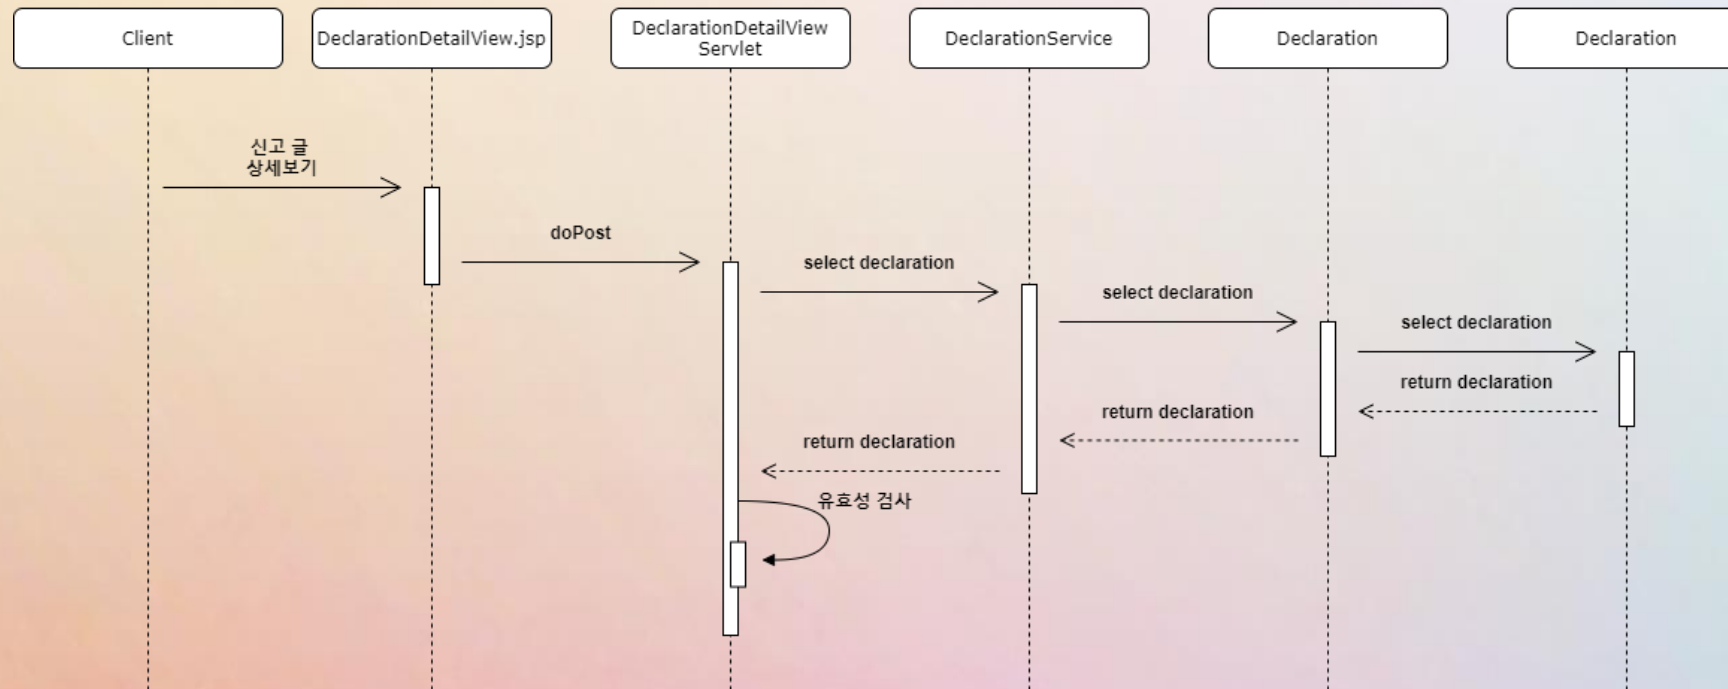 Client
DeclarationDetailView.jsp
DeclarationDetailView
Servlet
DeclarationService
Declaration
Declaration
신고 글
상세보기
doPost
select declaration
select declaration
select declaration
return declaration
return declaration
return declaration
유효성 검사